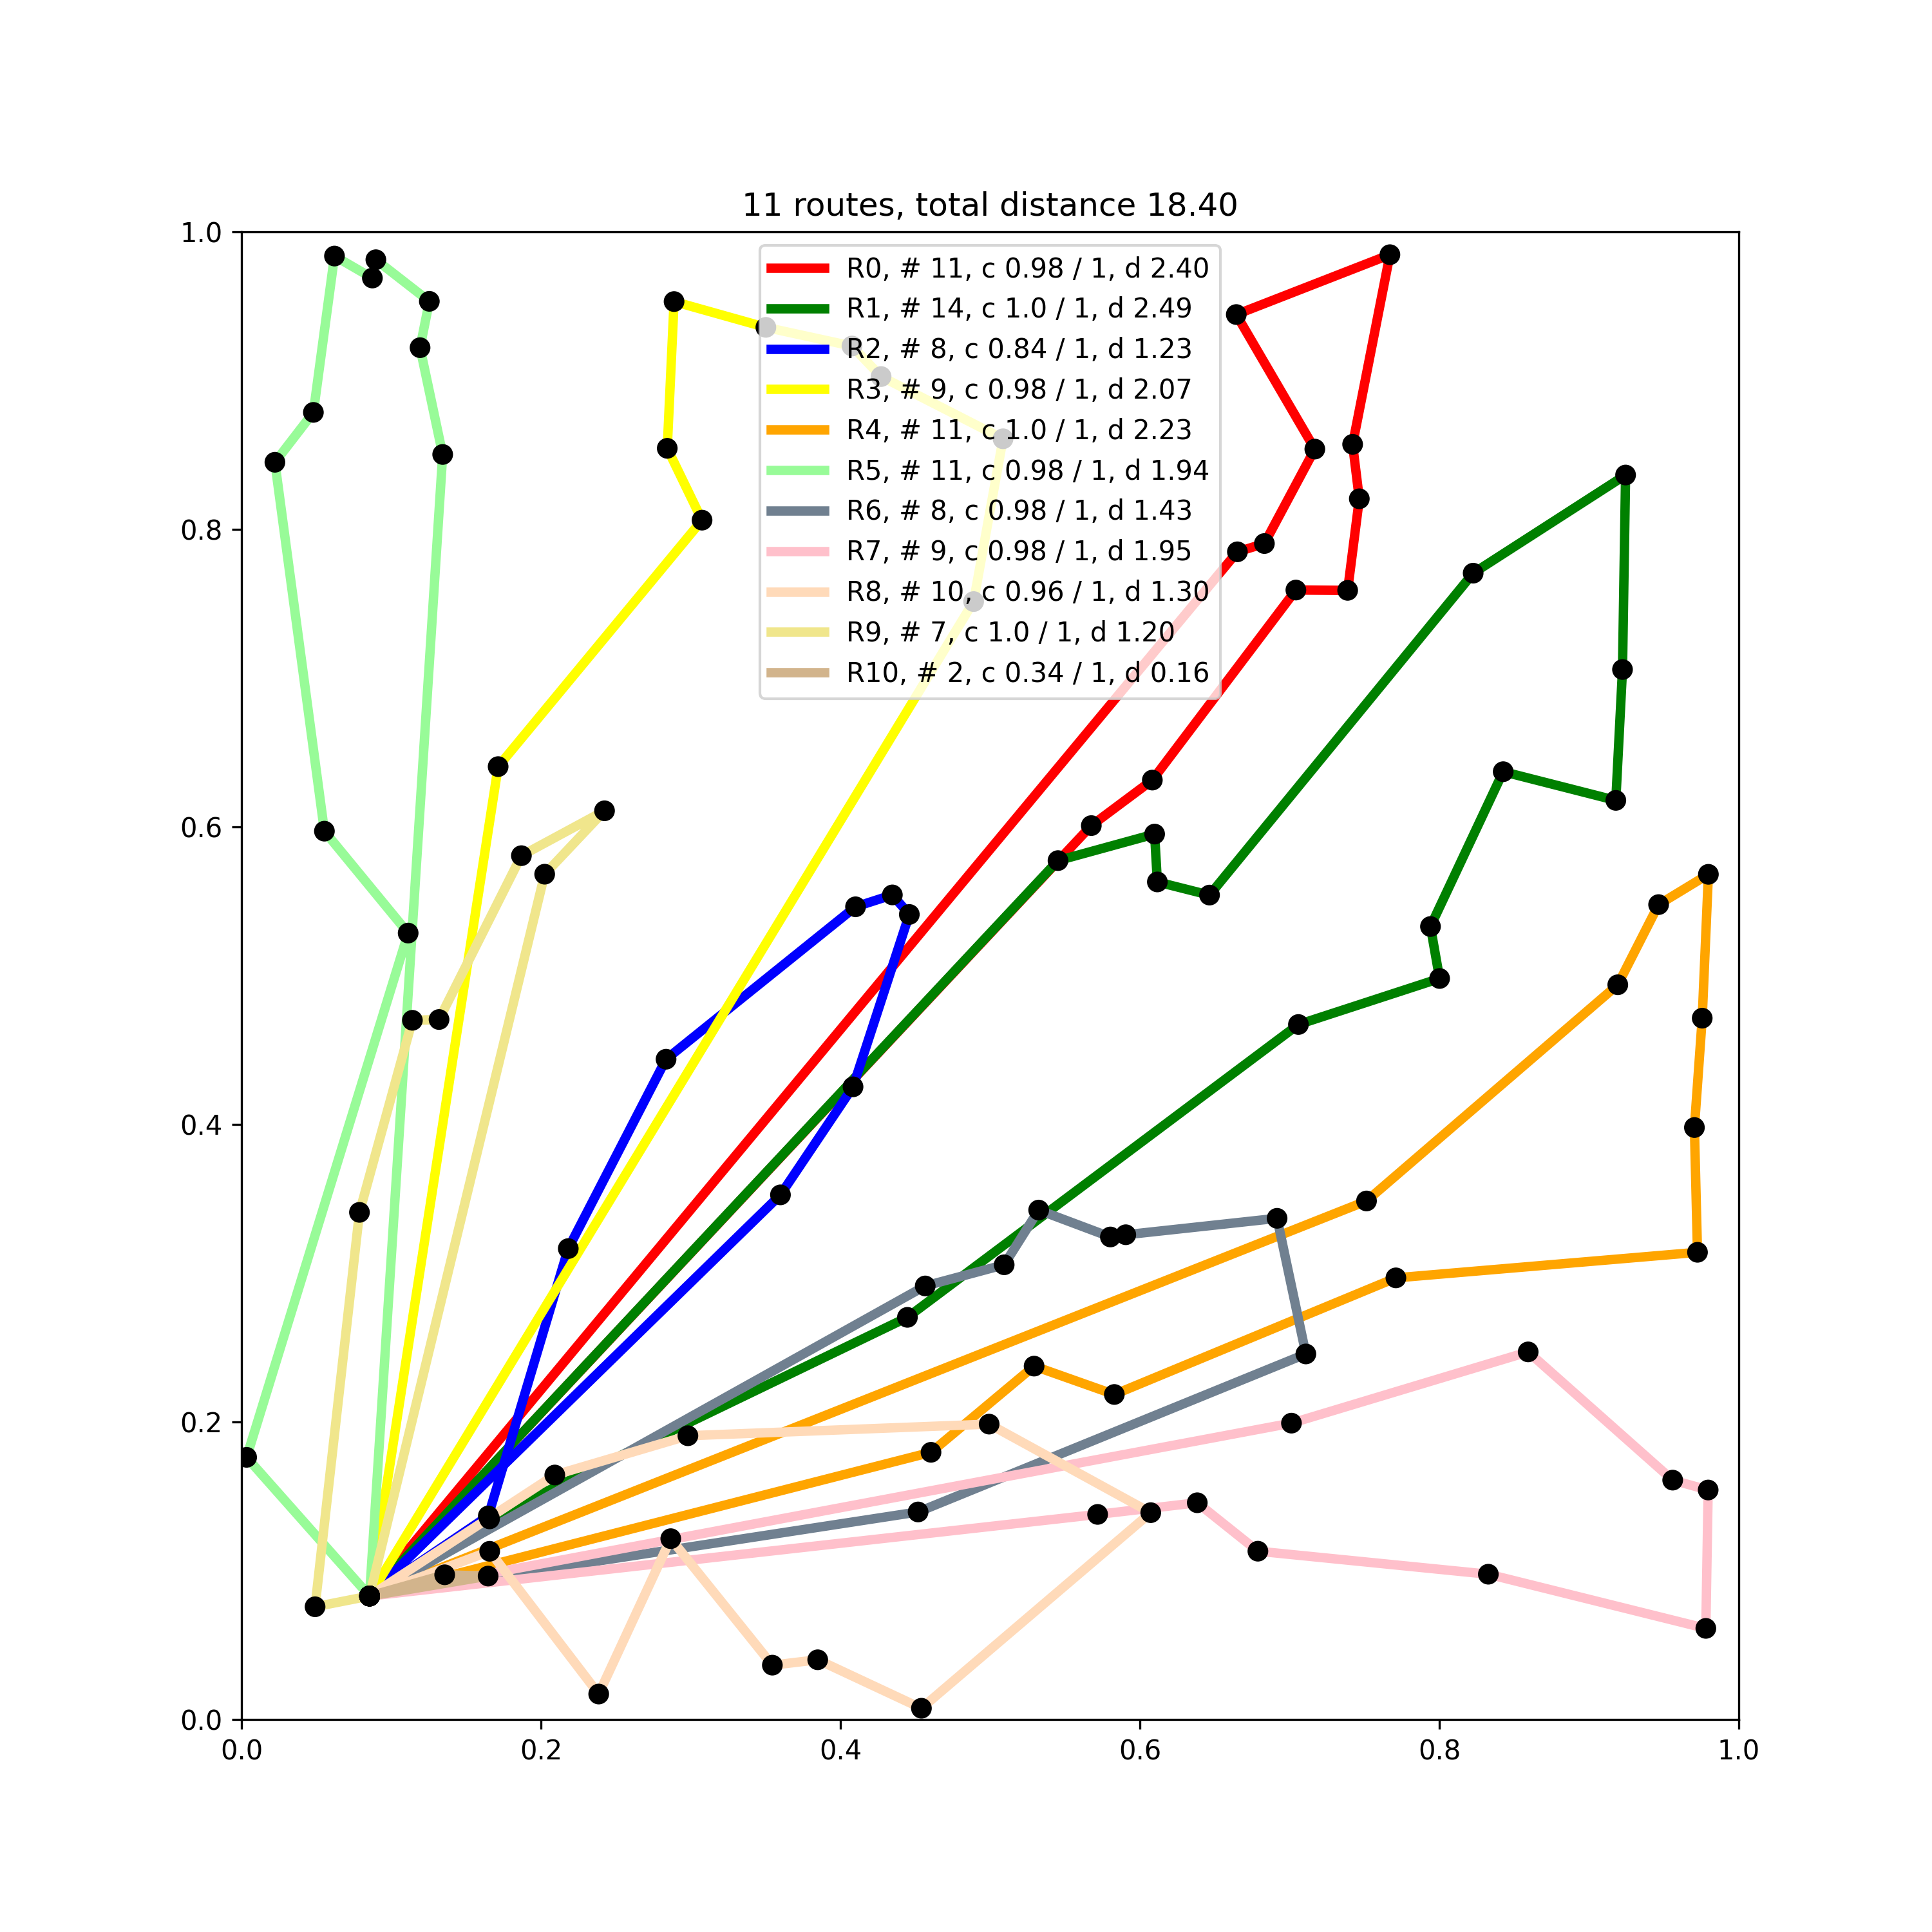 11 routes, total distance 18.40
1.0
R0, # 11, c 0.98 / 1, d 2.40
R1, # 14, c 1.0 / 1, d 2.49
R2, # 8, c 0.84 / 1, d 1.23
R3, # 9, c 0.98 / 1, d 2.07
R4, # 11, c 1.0 / 1, d 2.23
R5, # 11, c 0.98 / 1, d 1.94
R6, # 8, c 0.98 / 1, d 1.43
R7, # 9, c 0.98 / 1, d 1.95
R8, # 10, c 0.96 / 1, d 1.30
R9, # 7, c 1.0 / 1, d 1.20
R10, # 2, c 0.34 / 1, d 0.16
0.8
0.6
0.4
0.2
0.0
0.0 0.2 0.4 0.6 0.8 1.0